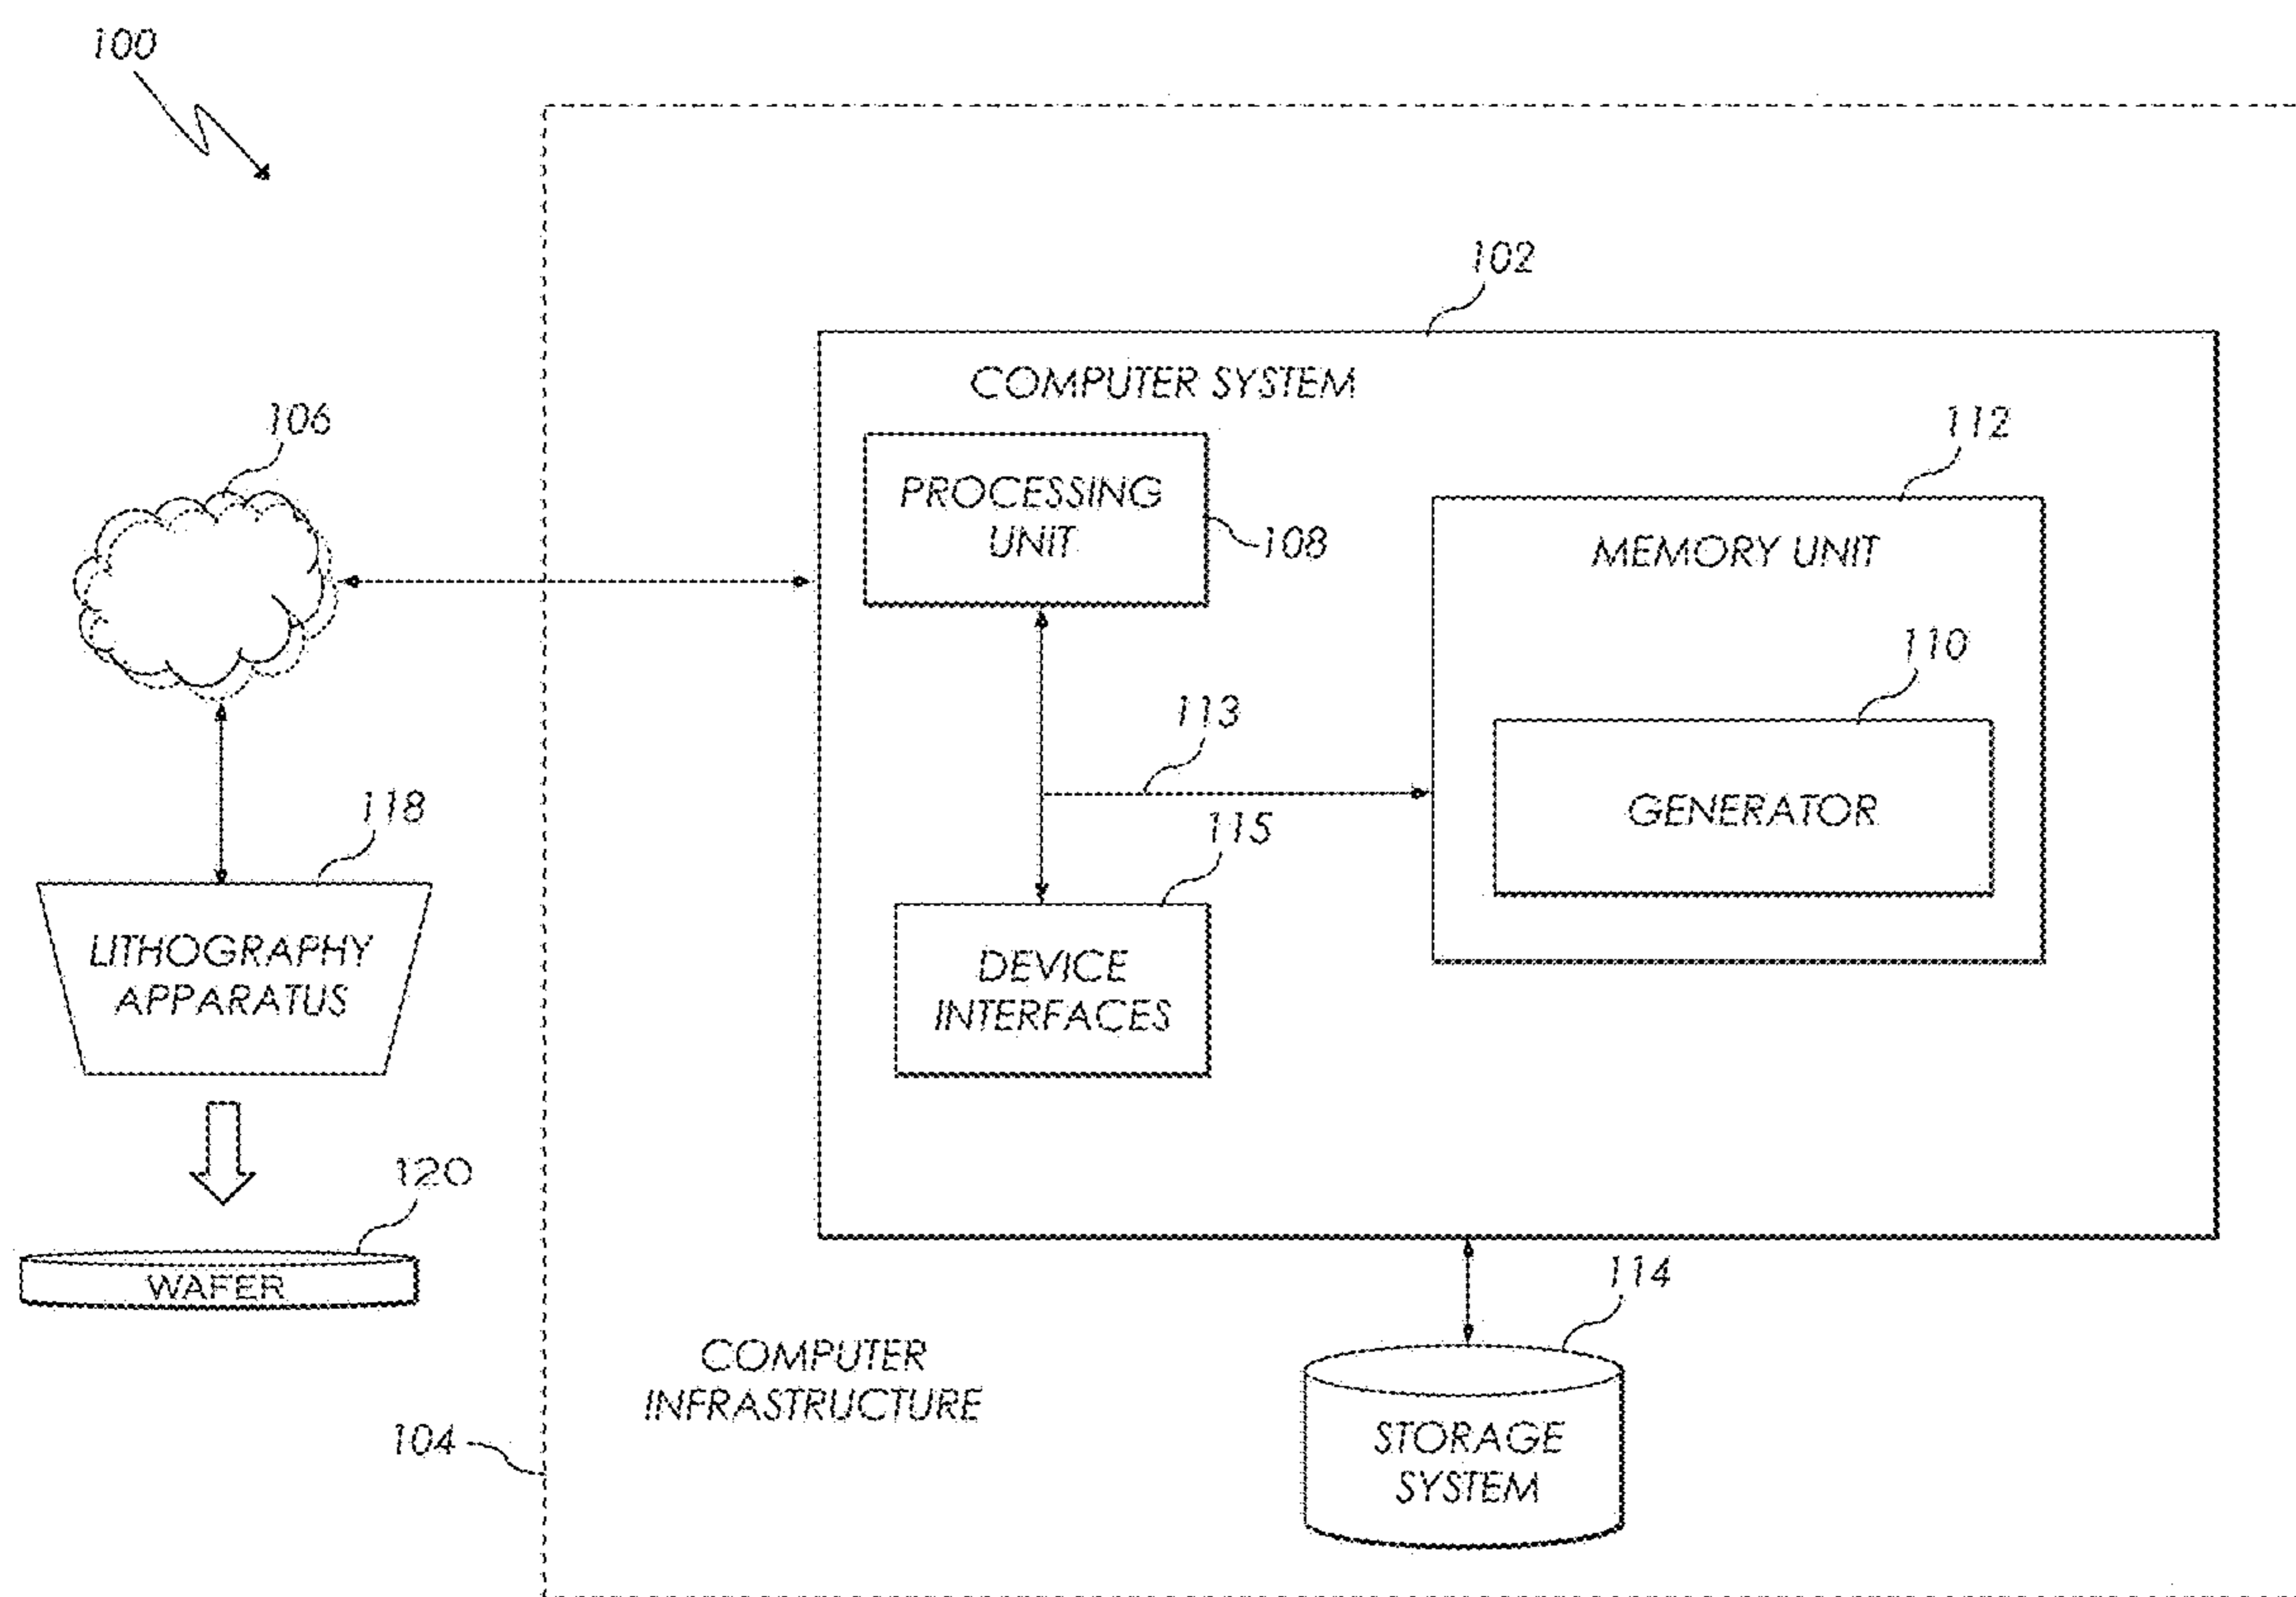 100
102
COMPUTER SYSTEM
106
112
PROCESSING
UNIT
108
MEMORY UNIT
110
113
GENERATOR
118
115
LITHOGRAPHY
APPARATUS
DEVICE
INTERFACES
120
WAFER
114
COMPUTER
INFRASTRUCTURE
104
STORAGE
SYSTEM